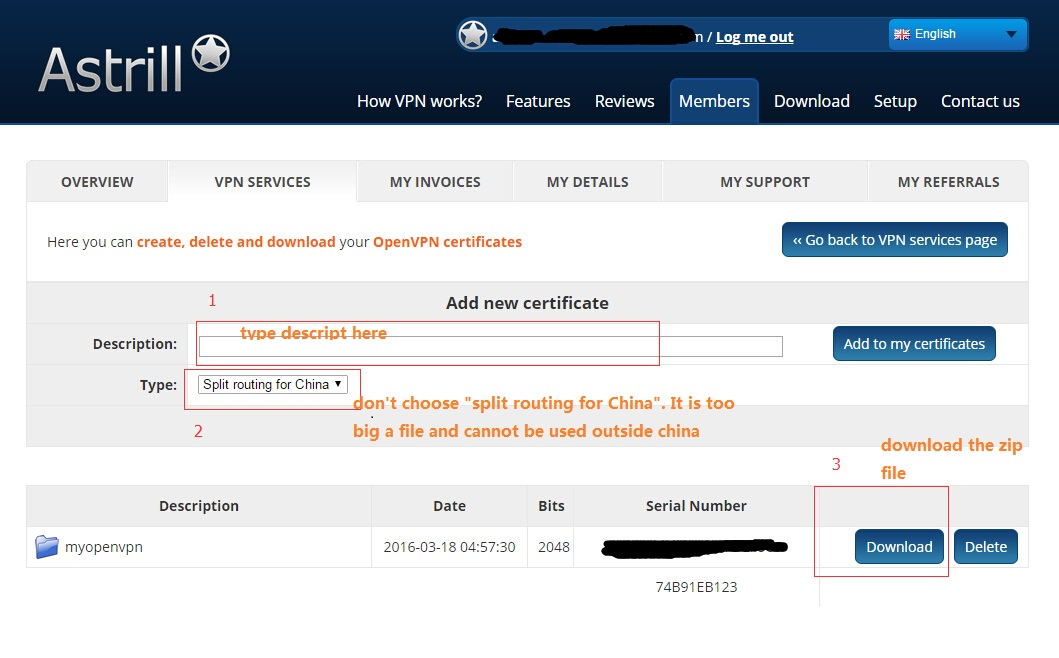 Astrill
m / Log me out
English
How VPN works? Features Reviews Members Download Setup Contact us
OVERVIEW VPN SERVICES MY INVOICES MY DETAILS MY SUPPORT MY REFERRALS
Here you can create, delete and download your OpenVPN certificates
‹‹ Go back to VPN services page
1
Add new certificate
type descript here
Description:
Add to my certificates
Type: Split routing for China
don't choose "split routing for China". It is too
big a file and cannot be used outside china
2
download the zip
file
3
Description Date Bits Serial Number
myopenvpn 2016-03-18 04:57:30 2048 Download Delete
74B91EB123